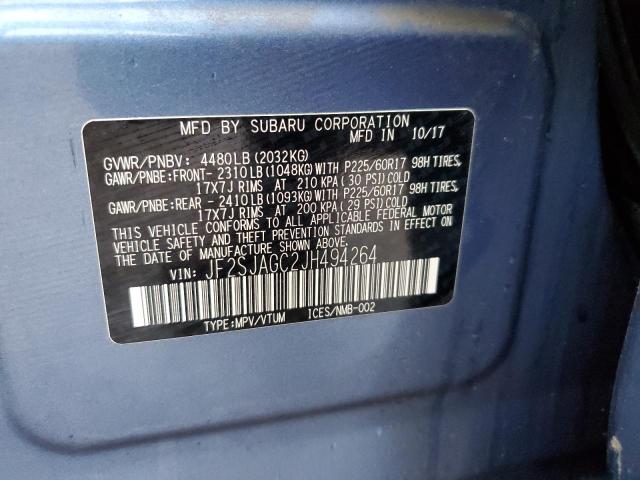 MFD BY SUBARU CORPORATION
MFD IN 10/17
GVWR/PNBV: 4480LB(2032KG)
GAWR/PNBE:FRONT- 2310LB(1048KG)WITH P225/60R17 98H TIRES,
17X7J RIMS AT 210 KPA(30 PSI)COLD
GAWR/PNBE:REAR - 2410LB(1093KG)WITH P225/60R17 98H TIRES,
17X7J RIMS AT 200 KPA(29 PSI)COLD
THIS VEHICLE CONFORMS TO ALL APPLICABLE FEDERAL MOTOR
VEHICLE SAFETY AND THEFT PREVENTION STANDARDS IN EFFECT ON
THE DATE OF MANUFACTURE SHOWN ABOVE.
VIN: JF2SJAGC2JH494264
TYPE:MPV/VTUM ICES/NMB-002